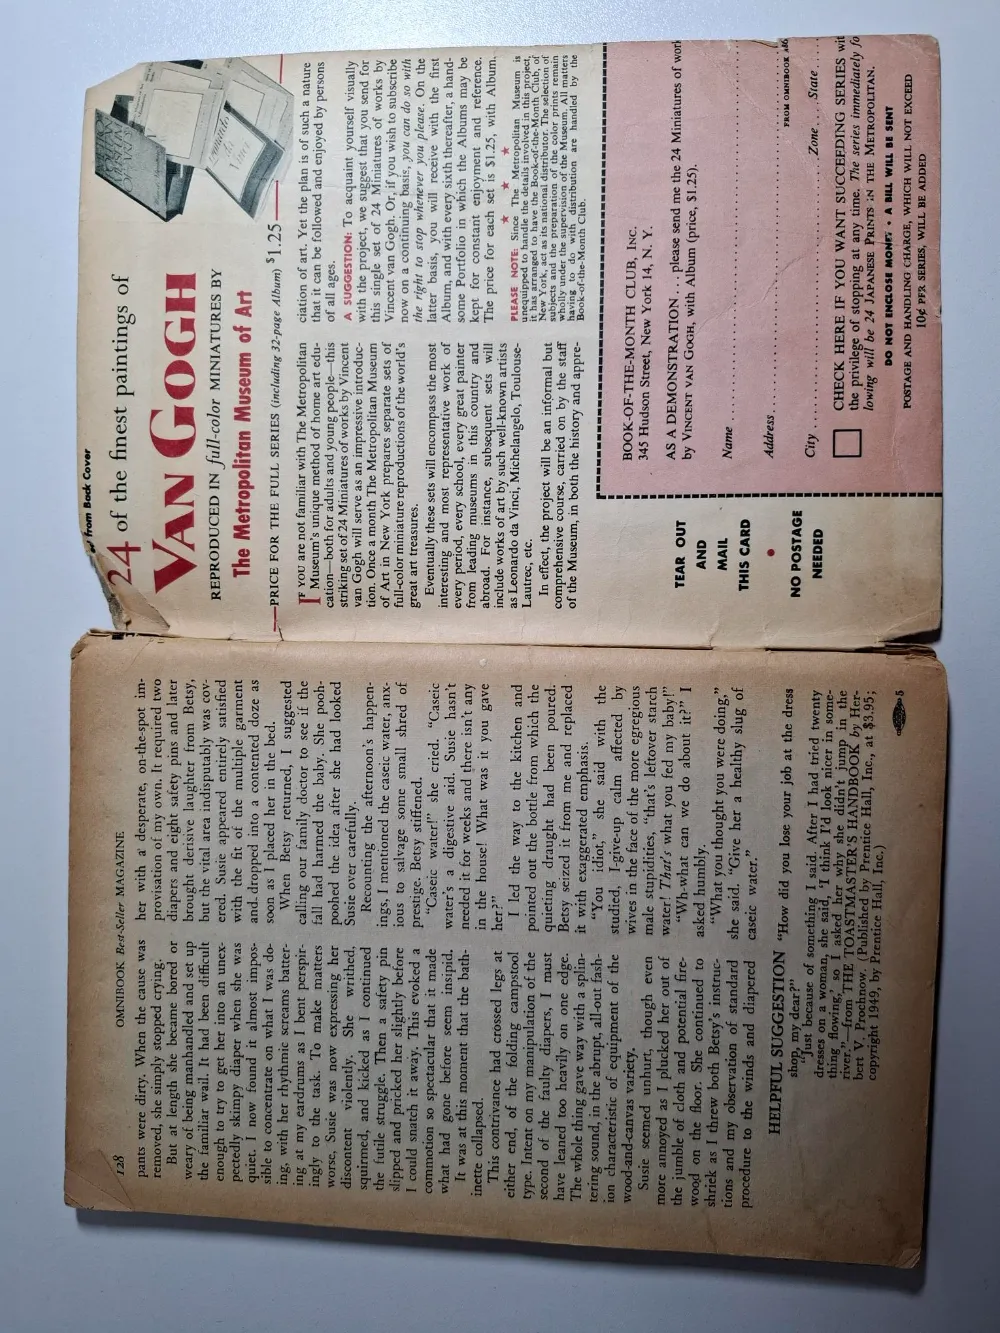 128
OMNIBOOK Best-Seller MAGAZINE
pants were dirty. When the cause was
removed, she simply stopped crying.
But at length she became bored or
weary of being manhandled and set up
the familiar wail. It had been difficult
enough to try to get her into an unex-
pectedly skimpy diaper when she was
quiet. I now found it almost impos-
sible to concentrate on what I was do-
ing, with her rhythmic screams batter-
ing at my eardrums as I bent perspir-
ingly to the task. To make matters
worse, Susie was now expressing her
discontent violently. She writhed,
squirmed, and kicked as I continued
the futile struggle. Then a safety pin
slipped and pricked her slightly before
I could snatch it away. This evoked a
commotion so spectacular that it made
what had gone before seem insipid.
It was at this moment that the bath-
inette collapsed.
This contrivance had crossed legs at
either end, of the folding campstool
type. Intent on my manipulation of the
second of the faulty diapers, I must
have leaned too heavily on one edge.
The whole thing gave way with a splin-
tering sound, in the abrupt, all-out fash-
ion characteristic of equipment of the
wood-and-canvas variety.
Susie seemed unhurt, though even
more annoyed as I plucked her out of
the jumble of cloth and potential fire-
wood on the floor. She continued to
shriek as I threw both Betsy's instruc-
tions and my observation of standard
procedure to the winds and diapered
her with a desperate, on-the-spot im-
provisation of my own. It required two
diapers and eight safety pins and later
brought derisive laughter from Betsy,
but the vital area indisputably was cov-
ered. Susie appeared entirely satisfied
with the fit of the multiple garment
and dropped into a contented doze as
soon as I placed her in the bed.
When Betsy returned, I suggested
calling our family doctor to see if the
fall had harmed the baby. She pooh-
poohed the idea after she had looked
Susie over carefully.
Recounting the afternoon's happen-
ings, I mentioned the caseic water, anx-
ious to salvage some small shred of
prestige. Betsy stiffened.
"Caseic water!" she cried. "Caseic
water's a digestive aid. Susie hasn't
needed it for weeks and there isn't any
in the house! What was it you gave
her?"
I led the way to the kitchen and
pointed out the bottle from which the
quieting draught had been poured.
Betsy seized it from me and replaced
it with exaggerated emphasis.
"You idiot," she said with the
studied, I-give-up calm affected by
wives in the face of the more egregious
male stupidities, "that's leftover starch
water! That's what you fed my baby!"
"Wh-what can we do about it?" I
asked humbly.
"What you thought you were doing,"
she said. "Give her a healthy slug of
caseic water."
HELPFUL SUGGESTION "How did you lose your job at the dress
shop, my dear?"
"Just because of something I said. After I had tried twenty
dresses on a woman, she said, 'I think I'd look nicer in some-
thing flowing,' so I asked her why she didn't jump in the
river."—from THE TOASTMASTER'S HANDBOOK by Her-
bert V. Prochnow. (Published by Prentice Hall, Inc., at $3.95;
copyright 1949, by Prentice Hall, Inc.)
5
from Back Cover
24 of the finest paintings of
VAN GOGH
REPRODUCED IN full-color MINIATURES BY
The Metropolitan Museum of Art
PRICE FOR THE FULL SERIES (including 32-page Album) $1.25
IF YOU are not familiar with The Metropolitan
Museum's unique method of home art edu-
cation—both for adults and young people—this
striking set of 24 Miniatures of works by Vincent
van Gogh will serve as an impressive introduc-
tion. Once a month The Metropolitan Museum
of Art in New York prepares separate sets of
full-color miniature reproductions of the world's
great art treasures.
Eventually these sets will encompass the most
interesting and most representative work of
every period, every school, every great painter
from leading museums in this country and
abroad. For instance, subsequent sets will
include works of art by such well-known artists
as Leonardo da Vinci, Michelangelo, Toulouse-
Lautrec, etc.
In effect, the project will be an informal but
comprehensive course, carried on by the staff
of the Museum, in both the history and appre-
ciation of art. Yet the plan is of such a nature
that it can be followed and enjoyed by persons
of all ages.
A SUGGESTION: To acquaint yourself visually
with the project, we suggest that you send for
this single set of 24 Miniatures of works by
Vincent van Gogh. Or, if you wish to subscribe
now on a continuing basis, you can do so with
the right to stop whenever you please. On the
latter basis, you will receive with the first
Album, and with every sixth thereafter, a hand-
some Portfolio in which the Albums may be
kept for constant enjoyment and reference.
The price for each set is $1.25, with Album.
★ ★ ★
PLEASE NOTE: Since The Metropolitan Museum is
unequipped to handle the details involved in this project,
it has arranged to have the Book-of-the-Month Club, of
New York, act as its national distributor. The selection of
subjects and the preparation of the color prints remain
wholly under the supervision of the Museum. All matters
having to do with distribution are handled by the
Book-of-the-Month Club.
TEAR OUT
AND
MAIL
THIS CARD
•
NO POSTAGE
NEEDED
BOOK-OF-THE-MONTH CLUB, INC.
345 Hudson Street, New York 14, N. Y.
AS A DEMONSTRATION . . . please send me the 24 Miniatures of work
by VINCENT VAN GOGH, with Album (price, $1.25).
FROM OMNIBOOK
Name
Address
City Zone State
CHECK HERE IF YOU WANT SUCCEEDING SERIES wit
the privilege of stopping at any time. The series immediately fo
lowing will be 24 JAPANESE PRINTS IN THE METROPOLITAN.
DO NOT ENCLOSE MONEY • A BILL WILL BE SENT
POSTAGE AND HANDLING CHARGE, WHICH WILL NOT EXCEED
10¢ PER SERIES, WILL BE ADDED